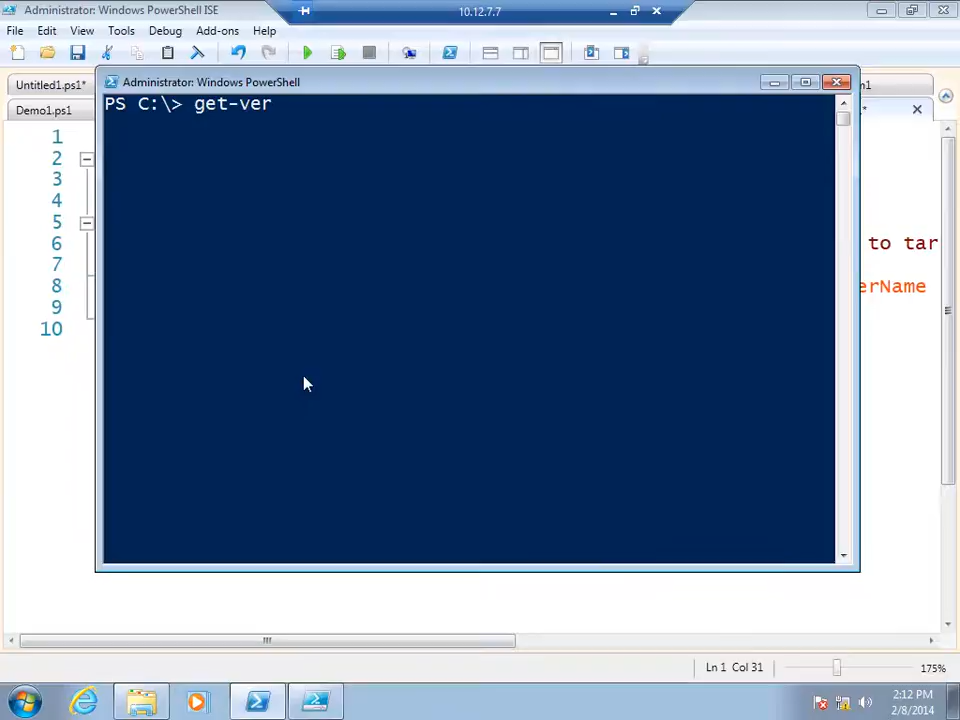 Administrator: Windows PowerShell ISE
10.12.7.7
File Edit View Tools Debug Add-ons Help
Untitled1.ps1*
m1
Demo1.ps1
Administrator: Windows PowerShell
PS C:\> get-ver
1
2
3
4
5
6
to tar
7
8
erName
9
10
Ln 1 Col 31
175%
2:12 PM
2/8/2014